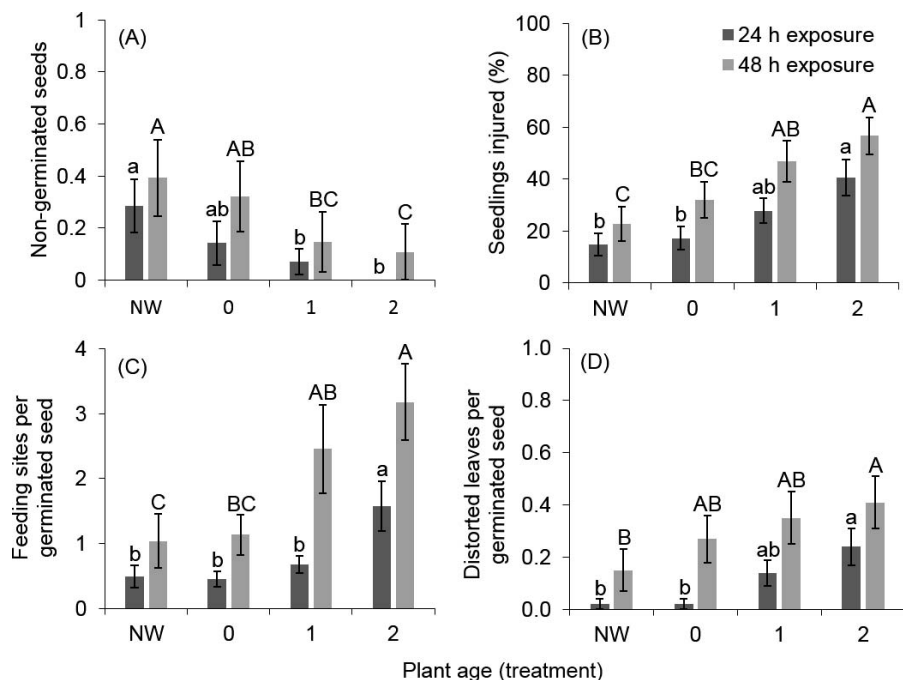 (A)
Non-germinated seeds
1
0.8
0.6
0.4
0.2
0
a
A
ab
AB
b
BC
b
C
NW
0
1
2
(B)
24 h exposure
48 h exposure
Seedlings injured (%)
100
80
60
40
20
0
b
C
b
BC
ab
AB
a
A
NW
0
1
2
(C)
Feeding sites per
germinated seed
4
3
2
1
0
b
C
b
BC
b
AB
a
A
NW
0
1
2
(D)
Distorted leaves per
germinated seed
1.0
0.8
0.6
0.4
0.2
0.0
b
B
b
AB
ab
AB
a
A
NW
0
1
2
Plant age (treatment)